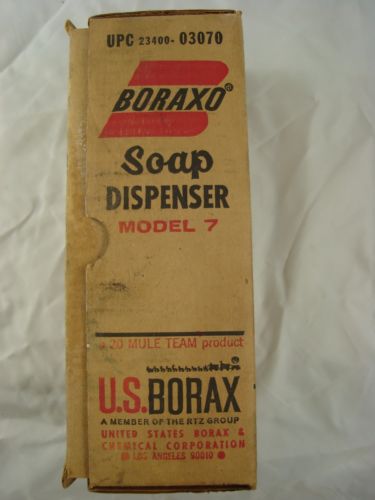 UPC 23400-03070
BORAXO®
Soap
DISPENSER
MODEL 7
a 20 MULE TEAM product
U.S.BORAX
A MEMBER OF THE RTZ GROUP
UNITED STATES BORAX &
CHEMICAL CORPORATION
LOS ANGELES 90010